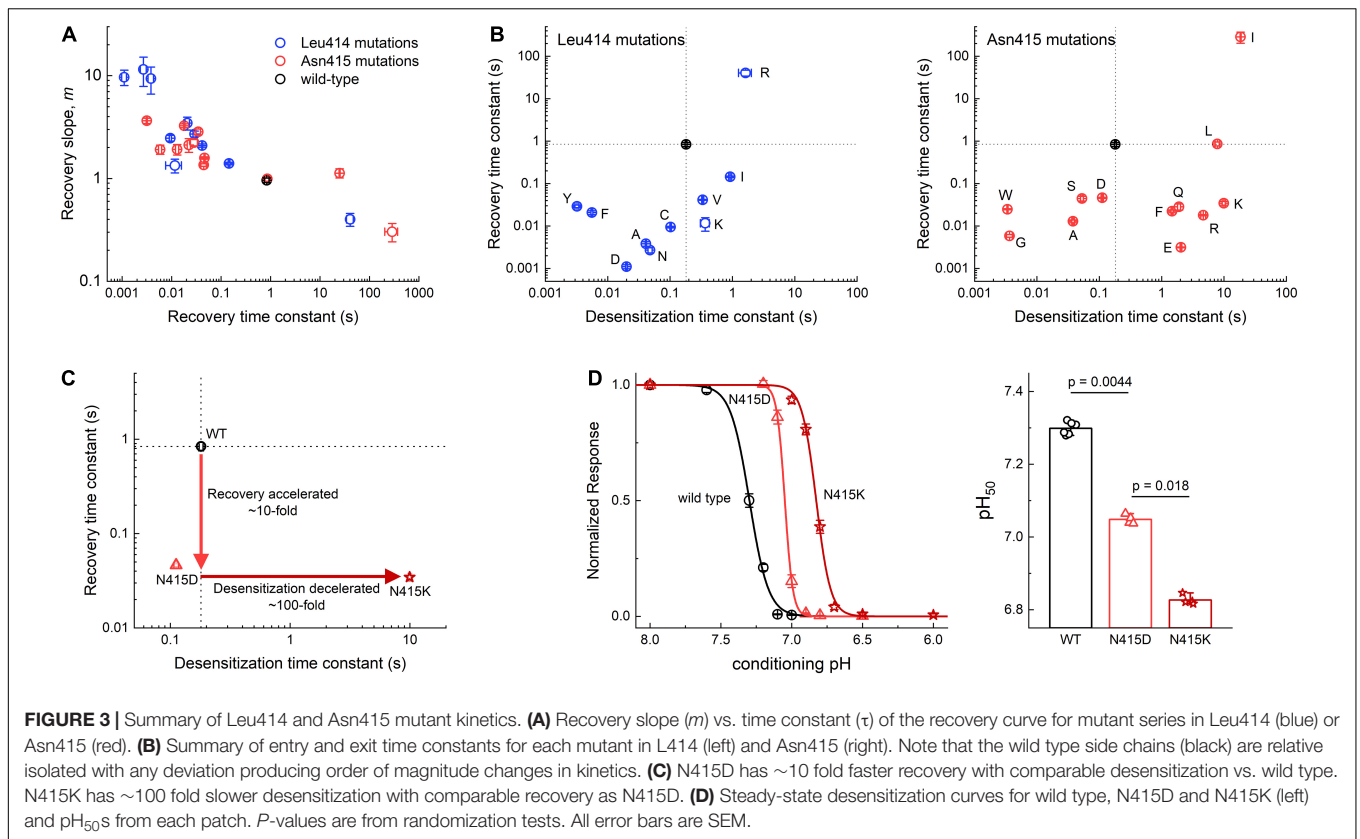 A
Leu414 mutations
Asn415 mutations
wild-type
Recovery slope, m
10
1
0.1
0.001 0.01 0.1 1 10 100
Recovery time constant (s)
B
Leu414 mutations
Recovery time constant (s)
100
10
1
0.1
0.01
0.001
R
I
V
K
C
Y
F
A
N
D
0.001 0.01 0.1 1 10 100
Desensitization time constant (s)
Asn415 mutations
Recovery time constant (s)
100
10
1
0.1
0.01
0.001
I
L
W
S
D
Q
F
K
G
A
R
E
0.001 0.01 0.1 1 10 100
Desensitization time constant (s)
C
Recovery time constant (s)
1
0.1
0.01
WT
Recovery accelerated
~10-fold
N415D
Desensitization decelerated
~100-fold
N415K
0.1 1 10
Desensitization time constant (s)
D
Normalized Response
1.0
0.5
0.0
N415D
wild type
N415K
8.0 7.5 7.0 6.5 6.0
conditioning pH
pH50
7.4
7.2
7.0
6.8
p = 0.0044
p = 0.018
WT N415D N415K
FIGURE 3 | Summary of Leu414 and Asn415 mutant kinetics. (A) Recovery slope (m) vs. time constant (τ) of the recovery curve for mutant series in Leu414 (blue) or
Asn415 (red). (B) Summary of entry and exit time constants for each mutant in L414 (left) and Asn415 (right). Note that the wild type side chains (black) are relative
isolated with any deviation producing order of magnitude changes in kinetics. (C) N415D has ~10 fold faster recovery with comparable desensitization vs. wild type.
N415K has ~100 fold slower desensitization with comparable recovery as N415D. (D) Steady-state desensitization curves for wild type, N415D and N415K (left)
and pH50s from each patch. P-values are from randomization tests. All error bars are SEM.